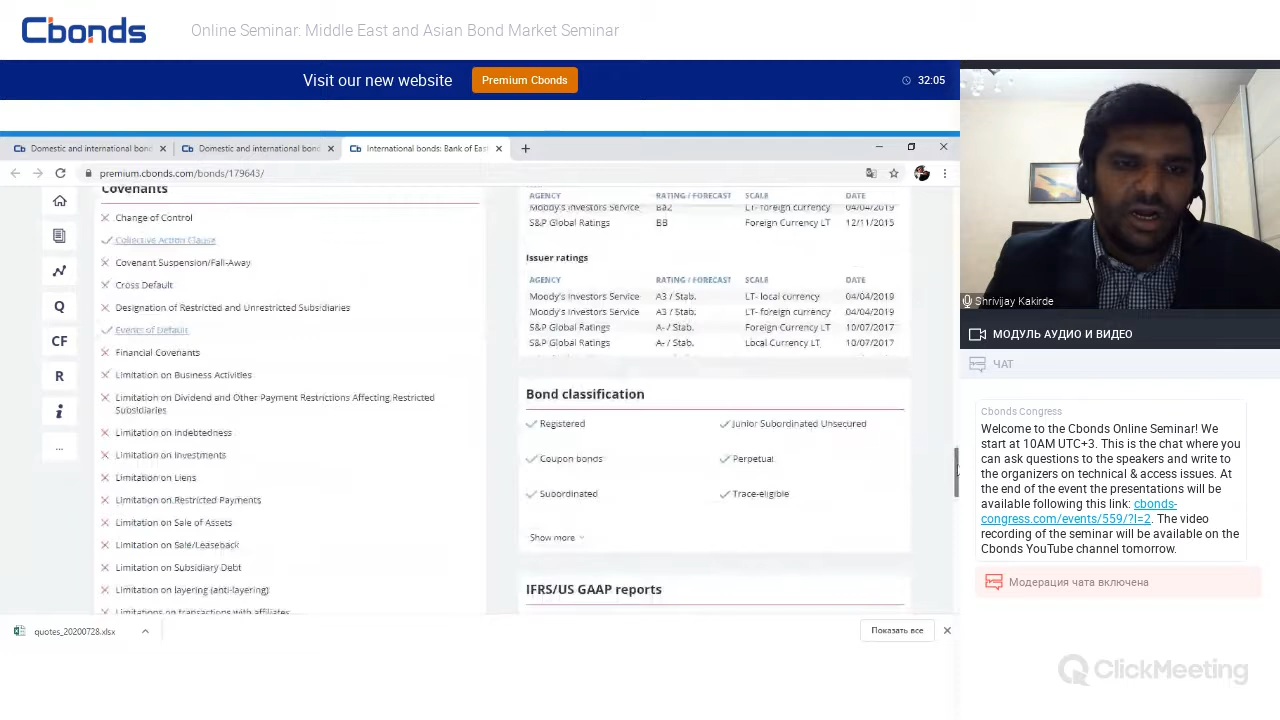 Cbonds
Online Seminar: Middle East and Asian Bond Market Seminar
Visit our new website
Premium Cbonds
32:05
Domestic and international bond
Domestic and international bond
International bonds: Bank of East
premium.cbonds.com/bonds/179643/
Covenants
Change of Control
Collective Action Clause
Covenant Suspension/Fall-Away
Cross Default
Designation of Restricted and Unrestricted Subsidiaries
Events of Default
Financial Covenants
Limitation on Business Activities
Limitation on Dividend and Other Payment Restrictions Affecting Restricted
Subsidiaries
Limitation on Indebtedness
Limitation on Investments
Limitation on Liens
Limitation on Restricted Payments
Limitation on Sale of Assets
Limitation on Sale/Leaseback
Limitation on Subsidiary Debt
Limitation on layering (anti-layering)
Limitations on transactions with affiliates
Q
CF
R
i
...
AGENCY RATING / FORECAST SCALE DATE
Moody's Investors Service Ba2 LT- foreign currency 04/04/2019
S&P Global Ratings BB Foreign Currency LT 12/11/2015
Issuer ratings
AGENCY RATING / FORECAST SCALE DATE
Moody's Investors Service A3 / Stab. LT- local currency 04/04/2019
Moody's Investors Service A3 / Stab. LT- foreign currency 04/04/2019
S&P Global Ratings A- / Stab. Foreign Currency LT 10/07/2017
S&P Global Ratings A- / Stab. Local Currency LT 10/07/2017
Bond classification
Registered Junior Subordinated Unsecured
Coupon bonds Perpetual
Subordinated Trace-eligible
Show more
IFRS/US GAAP reports
quotes_20200728.xlsx
Показать все
Shrivijay Kakirde
МОДУЛЬ АУДИО И ВИДЕО
ЧАТ
Cbonds Congress
Welcome to the Cbonds Online Seminar! We
start at 10AM UTC+3. This is the chat where you
can ask questions to the speakers and write to
the organizers on technical & access issues. At
the end of the event the presentations will be
available following this link: cbonds-
congress.com/events/559/?l=2. The video
recording of the seminar will be available on the
Cbonds YouTube channel tomorrow.
Модерация чата включена
ClickMeeting